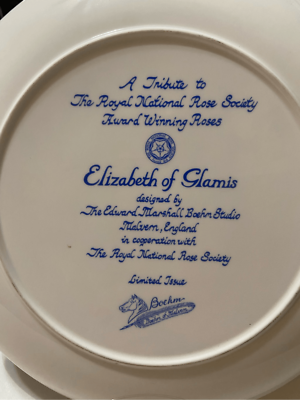 A Tribute to
The Royal National Rose Society
Award Winning Roses
Elizabeth of Glamis
designed by
The Edward Marshall Boehm Studio
Malvern, England
in cooperation with
The Royal National Rose Society
Limited Issue
Boehm